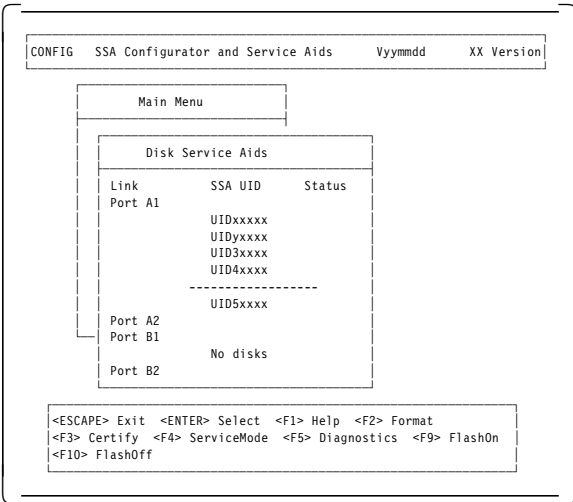 CONFIG SSA Configurator and Service Aids Vyymmdd XX Version
Main Menu
Disk Service Aids
Link SSA UID Status
Port A1
UIDxxxxx
UIDyxxxx
UID3xxxx
UID4xxxx
------------------
UID5xxxx
Port A2
Port B1
No disks
Port B2
<ESCAPE> Exit <ENTER> Select <F1> Help <F2> Format
<F3> Certify <F4> ServiceMode <F5> Diagnostics <F9> FlashOn
<F10> FlashOff